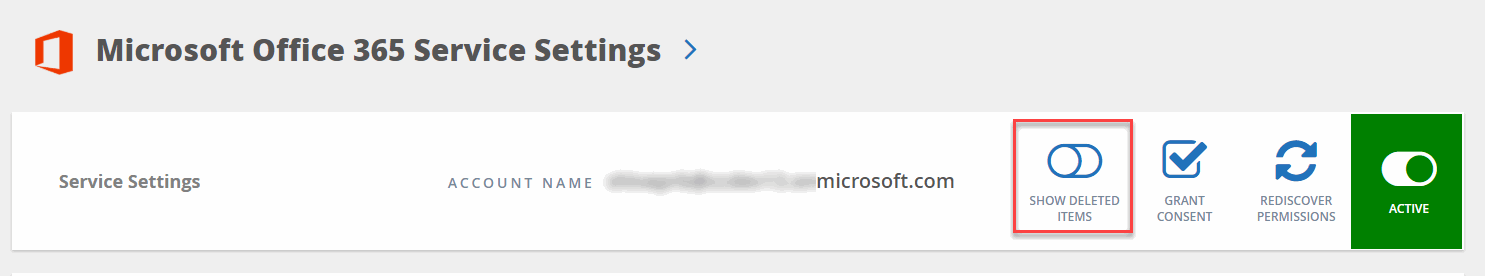 Microsoft Office 365 Service Settings
Service Settings
ACCOUNT NAME microsoft.com
SHOW DELETED
ITEMS
GRANT
CONSENT
REDISCOVER
PERMISSIONS
ACTIVE